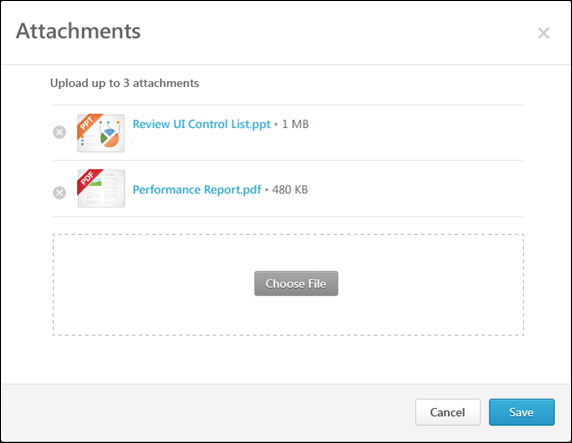 Attachments
Upload up to 3 attachments
PPT
Review UI Control List.ppt • 1 MB
PDF
Performance Report.pdf • 480 KB
Choose File
Cancel Save